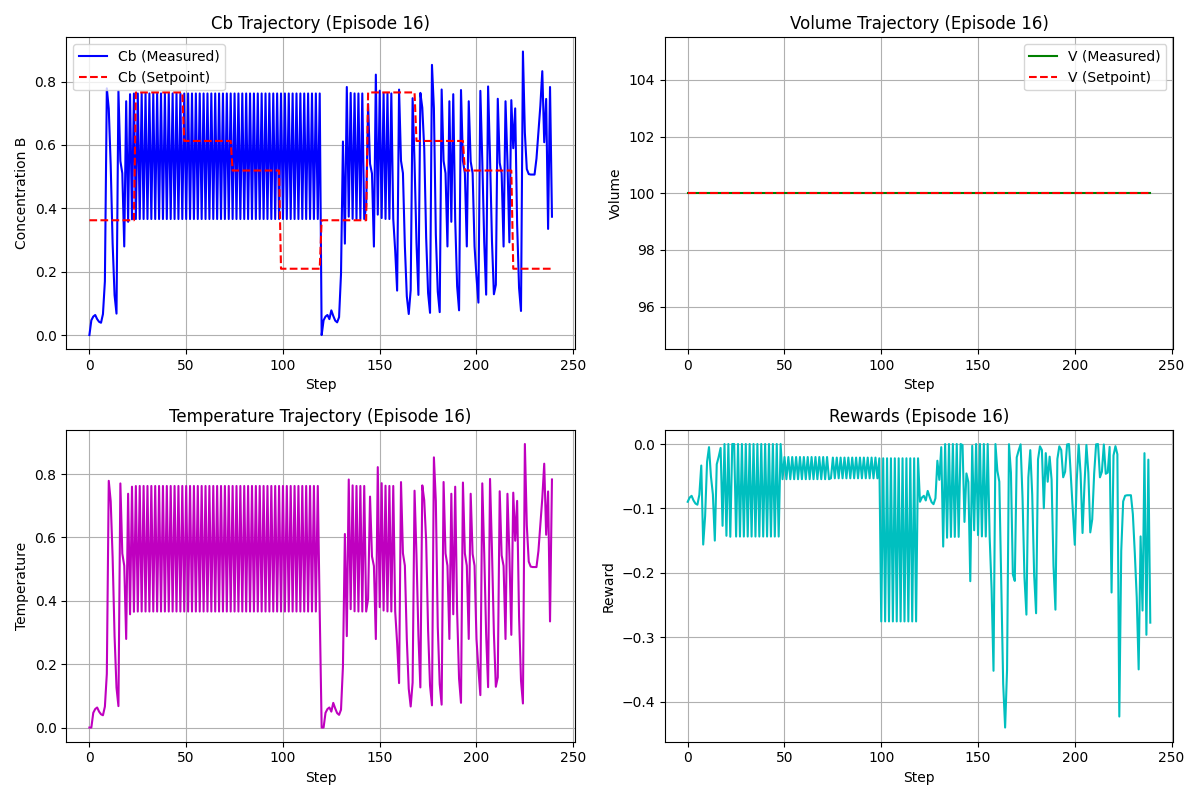 Cb Trajectory (Episode 16)
Cb (Measured)
Cb (Setpoint)
Concentration B
0.8
0.6
0.4
0.2
0.0
0
50
100
150
200
250
Step
Volume Trajectory (Episode 16)
V (Measured)
V (Setpoint)
Volume
104
102
100
98
96
0
50
100
150
200
250
Step
Temperature Trajectory (Episode 16)
Temperature
0.8
0.6
0.4
0.2
0.0
0
50
100
150
200
250
Step
Rewards (Episode 16)
Reward
0.0
−0.1
−0.2
−0.3
−0.4
0
50
100
150
200
250
Step